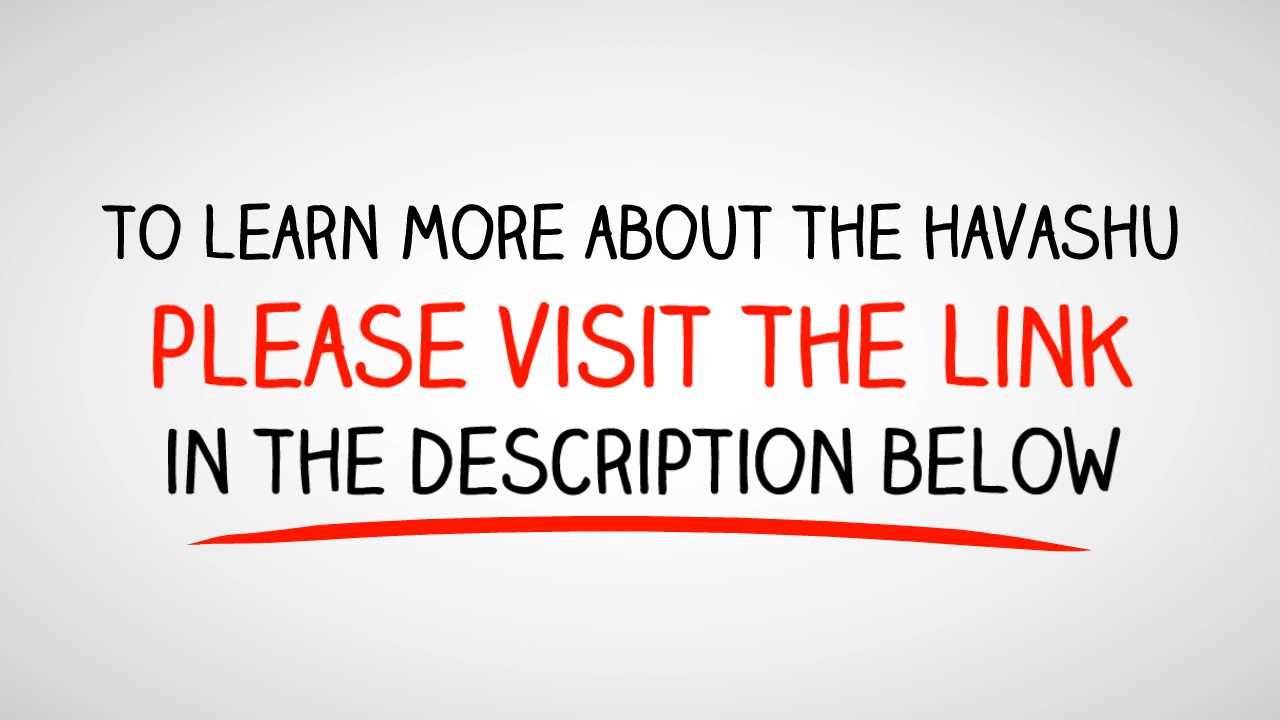 TO LEARN MORE ABOUT THE HAVASHU
PLEASE VISIT THE LINK
IN THE DESCRIPTION BELOW